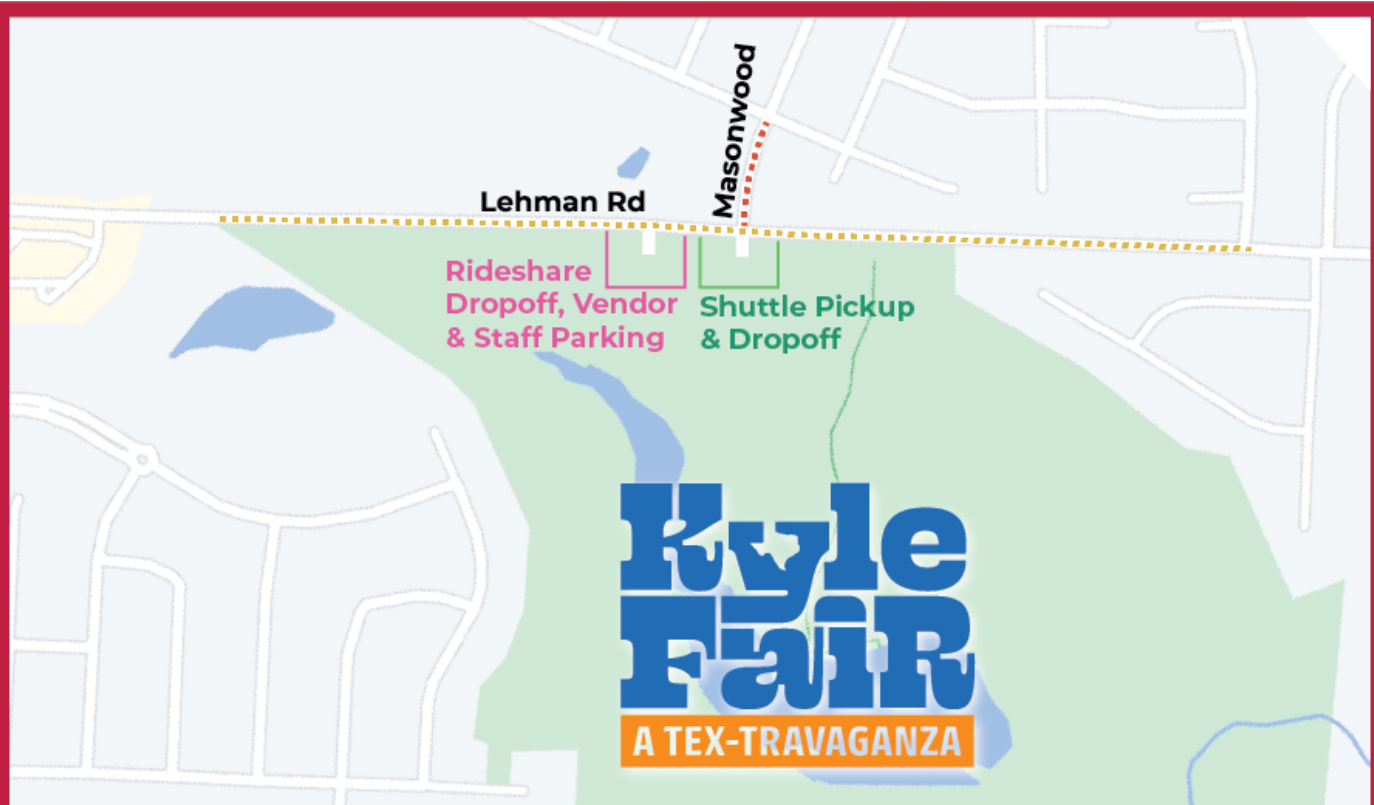 Masonwood
Lehman Rd
Rideshare
Dropoff, Vendor
& Staff Parking
Shuttle Pickup
& Dropoff
Kyle
FaiR
A TEX-TRAVAGANZA